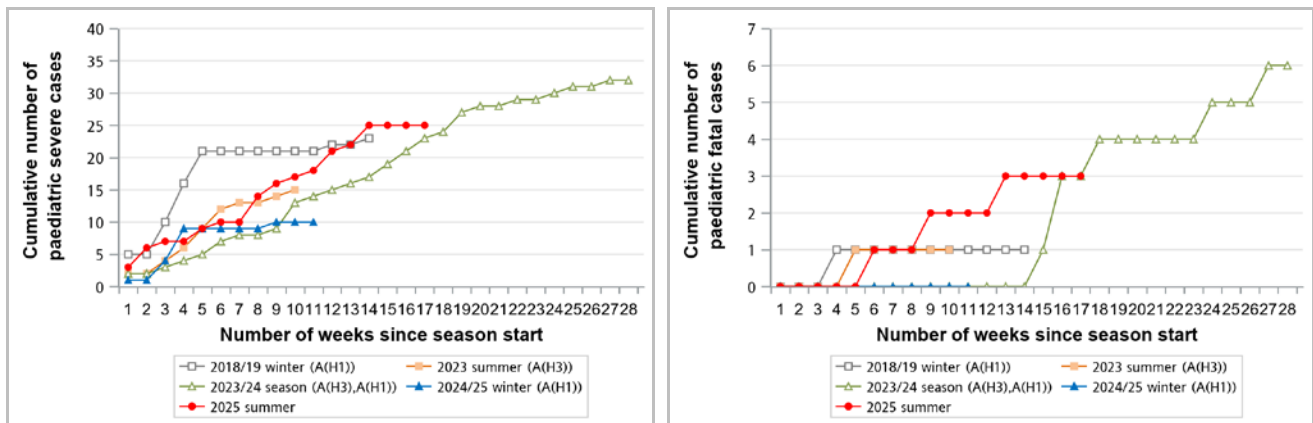 Cumulative number of
paediatric severe cases
40
35
30
25
20
15
10
5
0
1 2 3 4 5 6 7 8 9 10 11 12 13 14 15 16 17 18 19 20 21 22 23 24 25 26 27 28
Number of weeks since season start
2018/19 winter (A(H1)) 2023 summer (A(H3))
2023/24 season (A(H3),A(H1)) 2024/25 winter (A(H1))
2025 summer
Cumulative number of
paediatric fatal cases
7
6
5
4
3
2
1
0
1 2 3 4 5 6 7 8 9 10 11 12 13 14 15 16 17 18 19 20 21 22 23 24 25 26 27 28
Number of weeks since season start
2018/19 winter (A(H1)) 2023 summer (A(H3))
2023/24 season (A(H3),A(H1)) 2024/25 winter (A(H1))
2025 summer